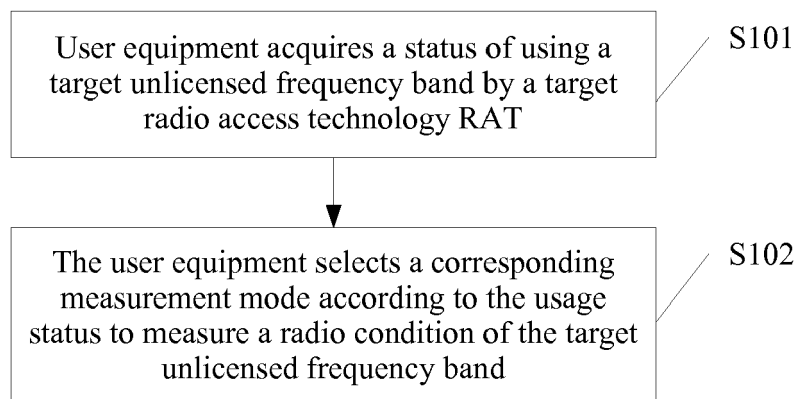 User equipment acquires a status of using a
target unlicensed frequency band by a target
radio access technology RAT
S101
The user equipment selects a corresponding
measurement mode according to the usage
status to measure a radio condition of the target
unlicensed frequency band
S102